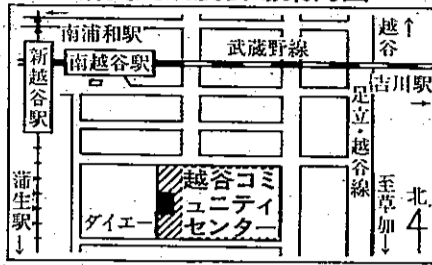 南浦和駅
武蔵野線
越谷↑
新越谷駅
南越谷駅
吉川駅→
足立・越谷線
越谷コミュニティセンター
ダイエー
蒲生駅↓
至草加↓
北